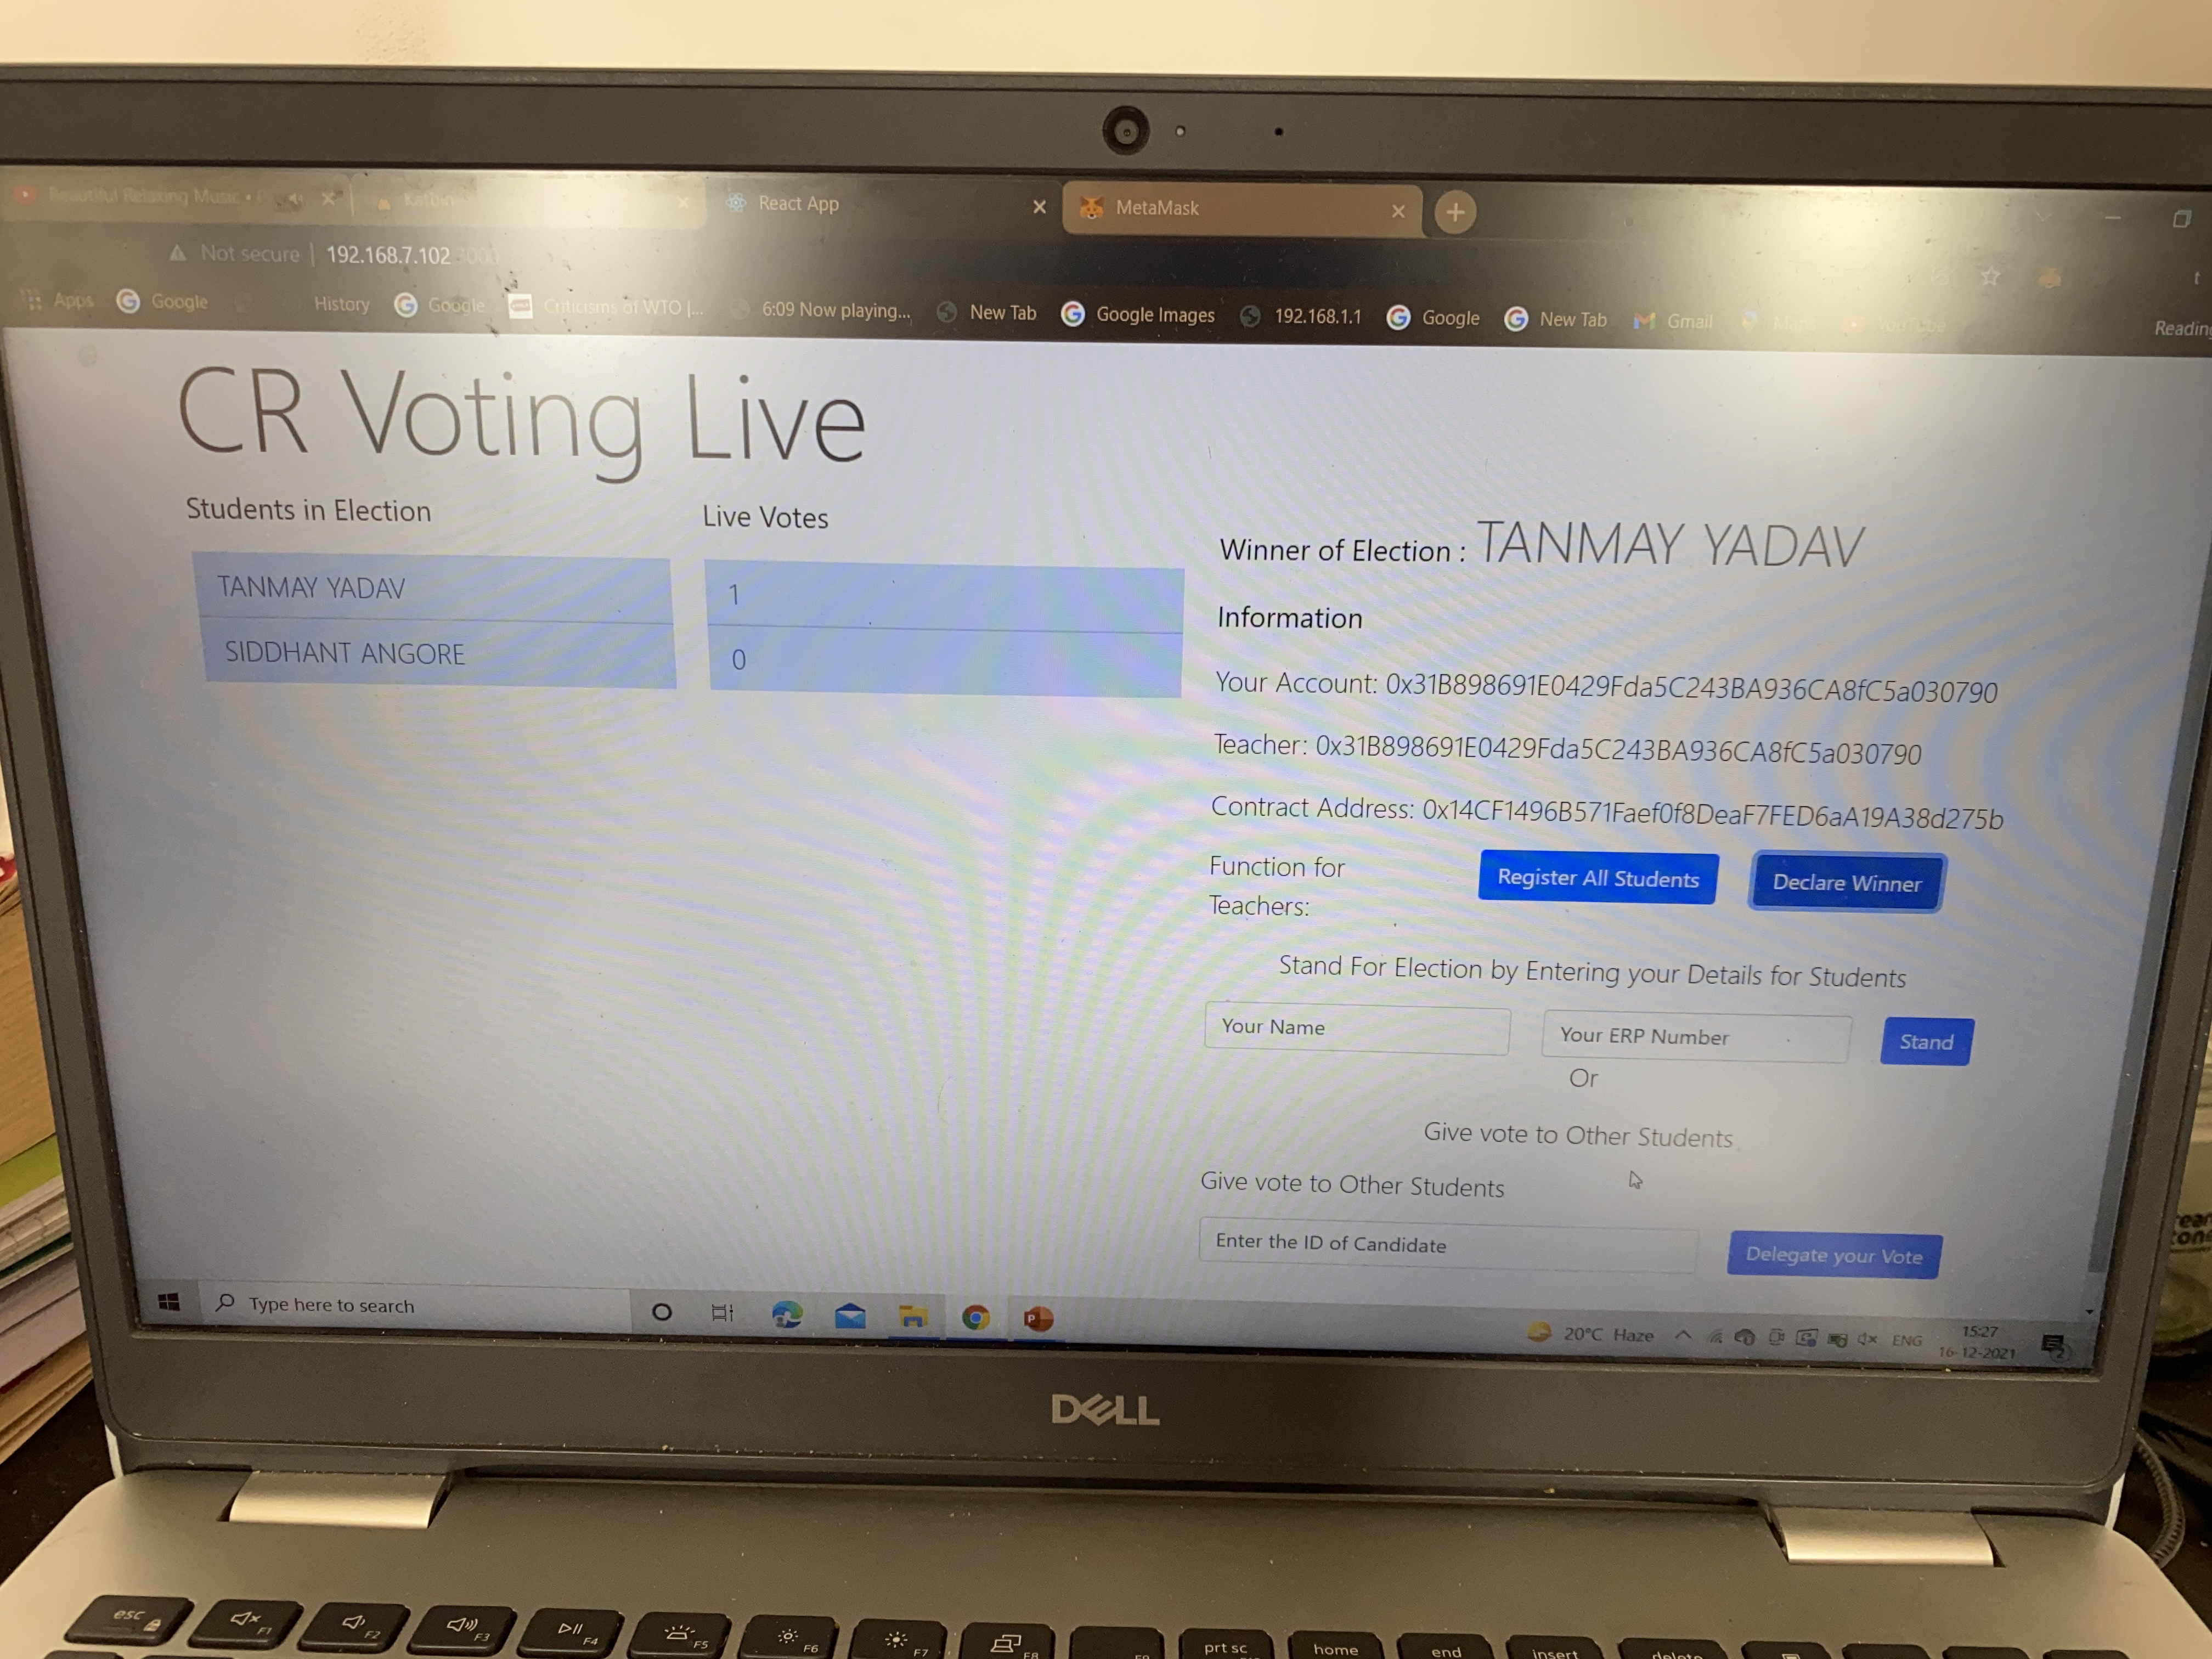 Beautiful Relaxing Music •
React App
MetaMask
Not secure
192.168.7.102:3000
Apps
Google
History
Google
Criticisms of WTO |...
6:09 Now playing...
New Tab
Google Images
192.168.1.1
Google
New Tab
Gmail
Maps
YouTube
CR Voting Live
Students in Election
Live Votes
TANMAY YADAV
1
SIDDHANT ANGORE
0
Winner of Election : TANMAY YADAV
Information
Your Account: 0x31B898691E0429Fda5C243BA936CA8fC5a030790
Teacher: 0x31B898691E0429Fda5C243BA936CA8fC5a030790
Contract Address: 0x14CF1496B571Faef0f8DeaF7FED6aA19A38d275b
Function for
Teachers:
Register All Students
Declare Winner
Stand For Election by Entering your Details for Students
Your Name
Your ERP Number
Stand
Or
Give vote to Other Students
Give vote to Other Students
Enter the ID of Candidate
Delegate your Vote
Type here to search
20°C Haze
ENG
15:27
16-12-2021
2
DELL
esc
F1
F2
F3
F4
F5
F6
F7
F8
F9
prt sc
home
end
insert
delete